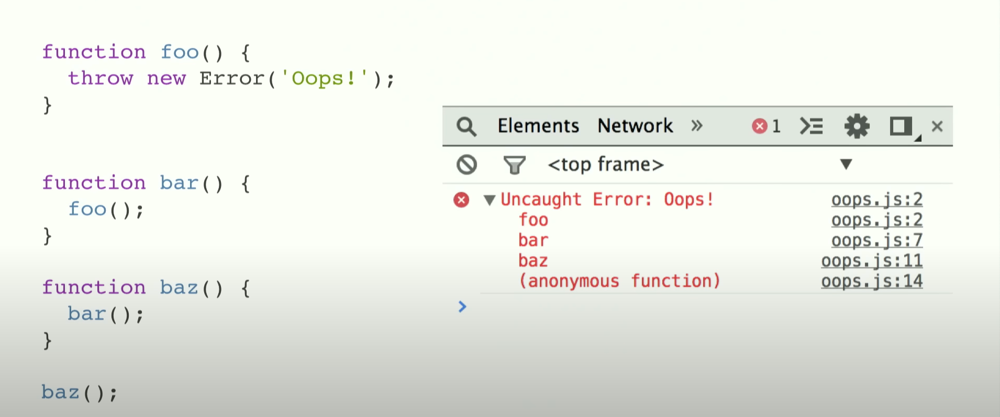 function foo() {
  throw new Error('Oops!');
}
function bar() {
  foo();
}
function baz() {
  bar();
}
baz();
Elements Network » 1
<top frame> ▼
▼ Uncaught Error: Oops! oops.js:2
foo oops.js:2
bar oops.js:7
baz oops.js:11
(anonymous function) oops.js:14
>